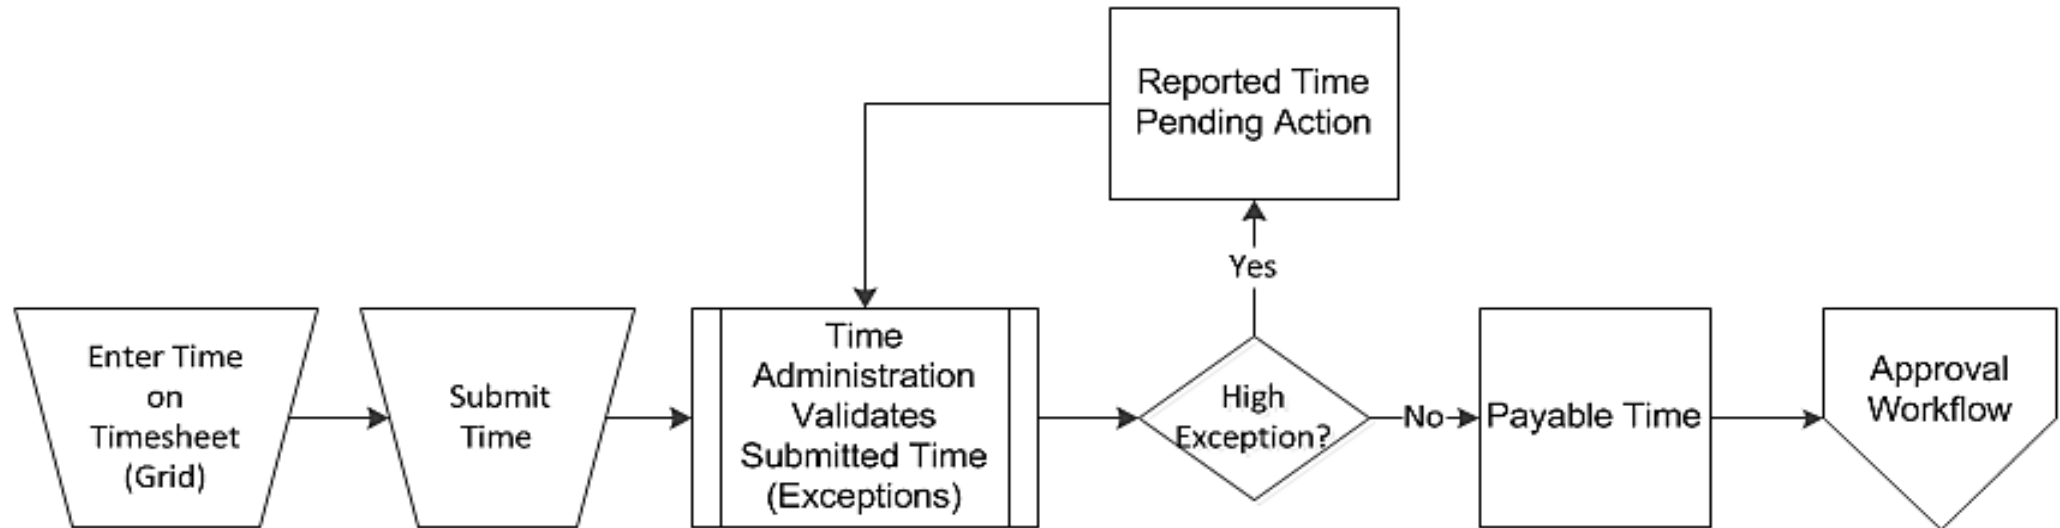 Reported Time
Pending Action
Yes
Enter Time
on
Timesheet
(Grid)
Submit
Time
Time
Administration
Validates
Submitted Time
(Exceptions)
High
Exception?
No
Payable Time
Approval
Workflow